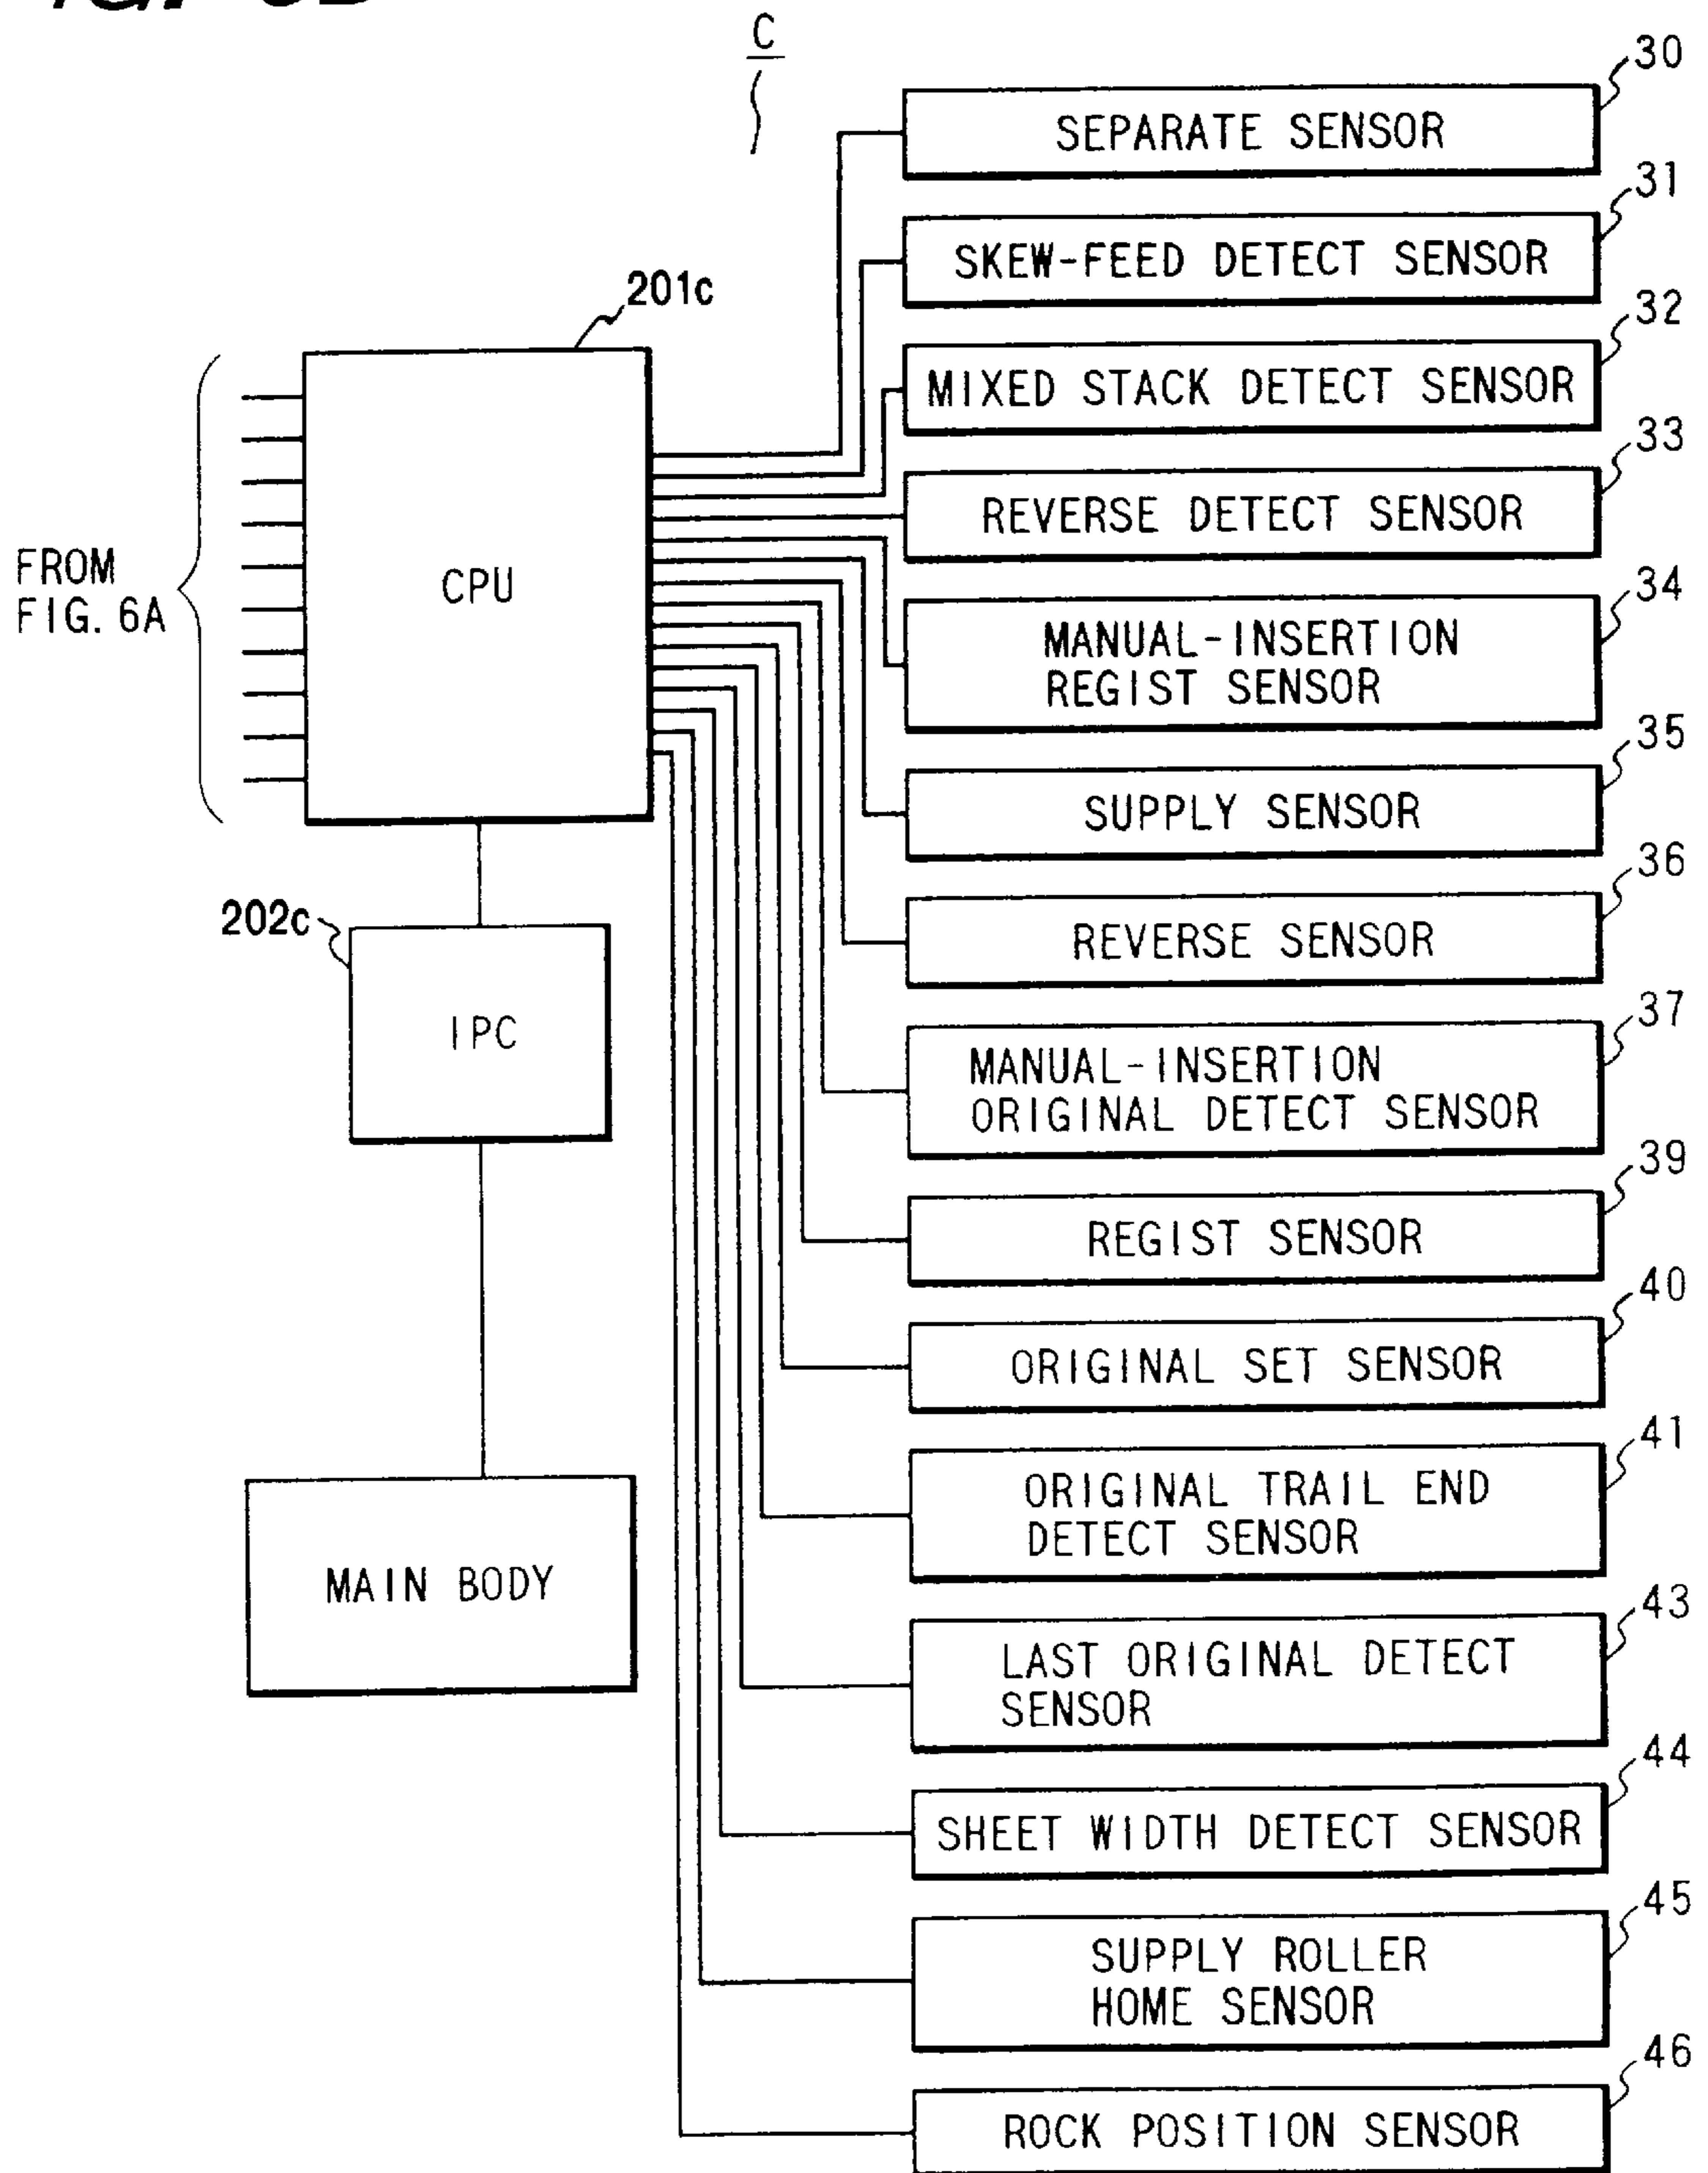 C
30
SEPARATE SENSOR
31
SKEW-FEED DETECT SENSOR
32
MIXED STACK DETECT SENSOR
33
REVERSE DETECT SENSOR
34
MANUAL-INSERTION
REGIST SENSOR
35
SUPPLY SENSOR
36
REVERSE SENSOR
37
MANUAL-INSERTION
ORIGINAL DETECT SENSOR
39
REGIST SENSOR
40
ORIGINAL SET SENSOR
41
ORIGINAL TRAIL END
DETECT SENSOR
43
LAST ORIGINAL DETECT
SENSOR
44
SHEET WIDTH DETECT SENSOR
45
SUPPLY ROLLER
HOME SENSOR
46
ROCK POSITION SENSOR
201c
CPU
FROM
FIG. 6A
202c
IPC
MAIN BODY